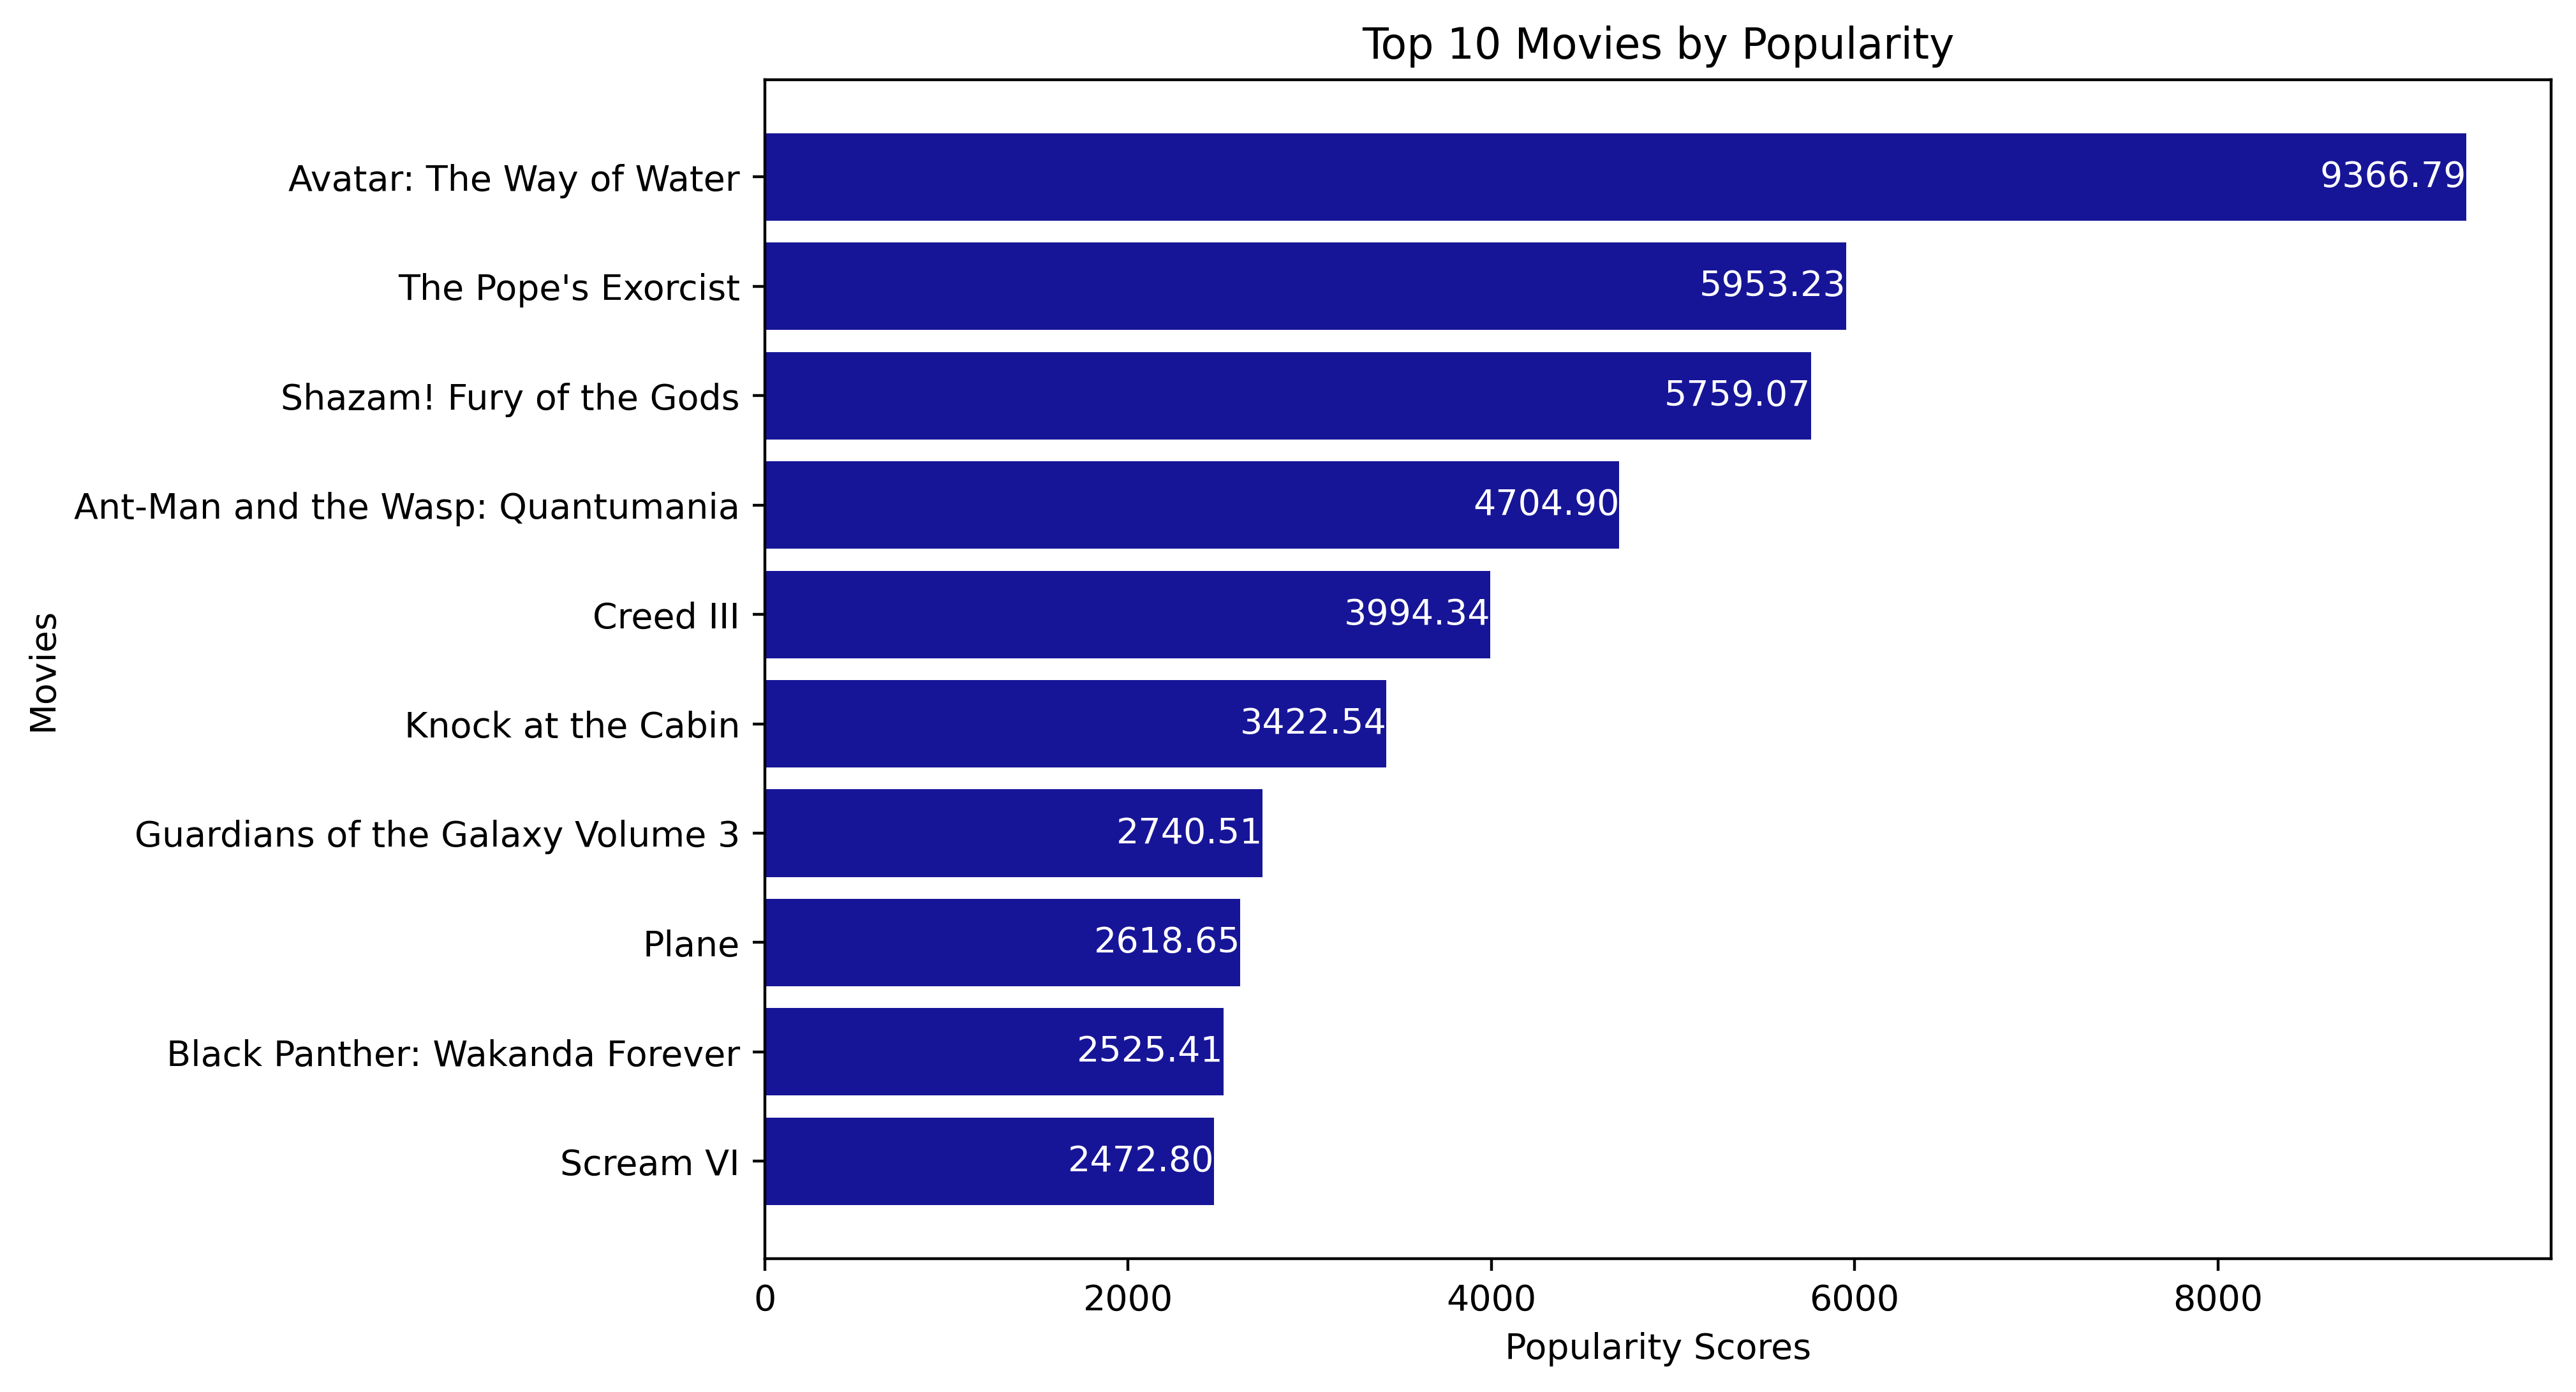 Top 10 Movies by Popularity
Avatar: The Way of Water 9366.79
The Pope's Exorcist 5953.23
Shazam! Fury of the Gods 5759.07
Ant-Man and the Wasp: Quantumania 4704.90
Creed III 3994.34
Knock at the Cabin 3422.54
Guardians of the Galaxy Volume 3 2740.51
Plane 2618.65
Black Panther: Wakanda Forever 2525.41
Scream VI 2472.80
Movies
0 2000 4000 6000 8000
Popularity Scores